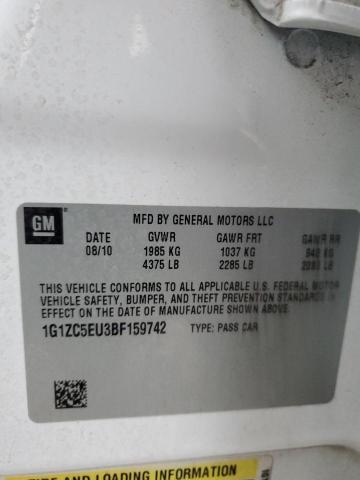 GM
MFD BY GENERAL MOTORS LLC
DATE GVWR GAWR FRT GAWR RR
08/10 1985 KG 1037 KG 948 KG
4375 LB 2285 LB LB
THIS VEHICLE CONFORMS TO ALL APPLICABLE U.S. FEDERAL MOTOR
VEHICLE SAFETY, BUMPER, AND THEFT PREVENTION STANDARDS IN
EFFECT ON THE DATE OF MANUFACTURE SHOWN ABOVE.
1G1ZC5EU3BF159742 TYPE: PASS CAR
TIRE AND LOADING INFORMATION